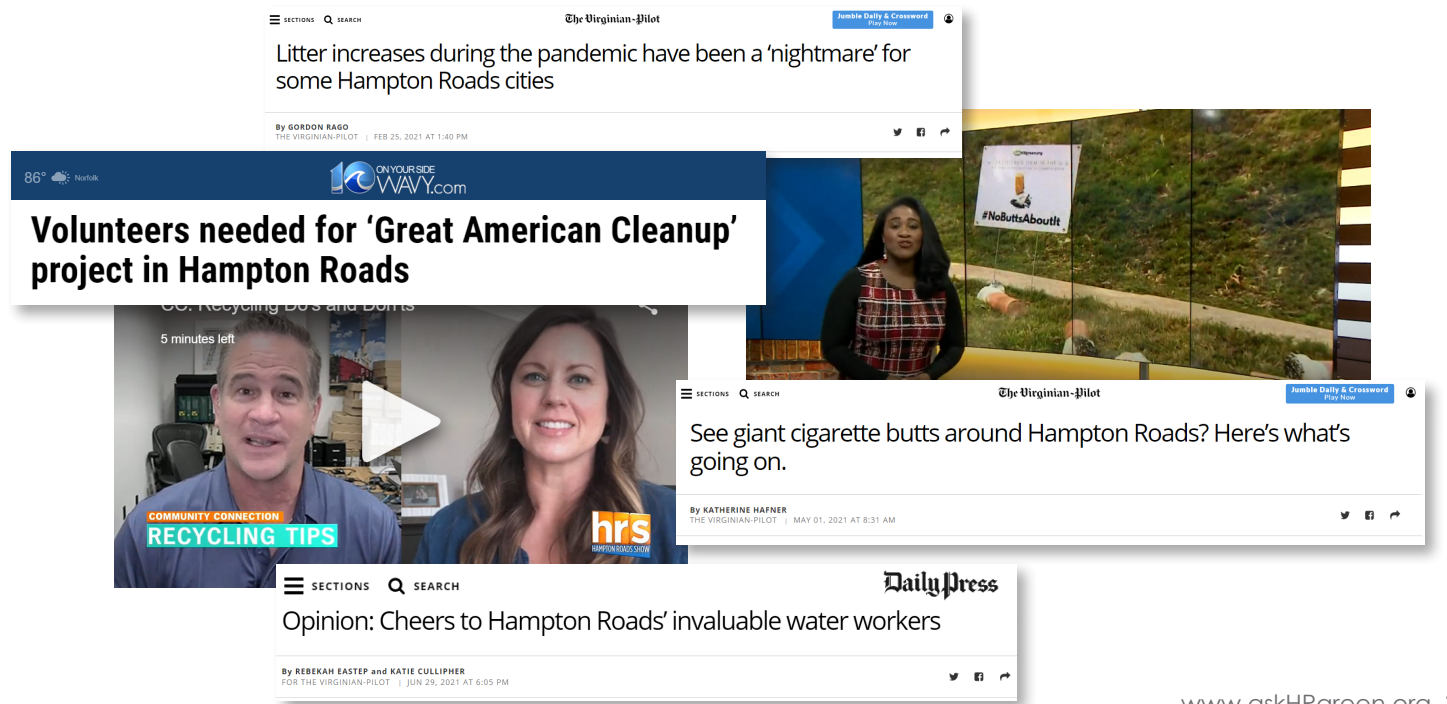 SECTIONS SEARCH The Virginian-Pilot Jumble Daily & Crossword
Play Now
Litter increases during the pandemic have been a ‘nightmare’ for
some Hampton Roads cities
By GORDON RAGO
THE VIRGINIAN-PILOT | FEB 25, 2021 AT 1:40 PM
86° Norfolk 10 ON YOUR SIDE
WAVY.com
Volunteers needed for ‘Great American Cleanup’
project in Hampton Roads
#NoButtsAboutIt
CC: Recycling Do's and Don'ts
5 minutes left
COMMUNITY CONNECTION
RECYCLING TIPS
hrs
HAMPTON ROADS SHOW
SECTIONS SEARCH The Virginian-Pilot Jumble Daily & Crossword
Play Now
See giant cigarette butts around Hampton Roads? Here’s what’s
going on.
By KATHERINE HAFNER
THE VIRGINIAN-PILOT | MAY 01, 2021 AT 8:31 AM
SECTIONS SEARCH Daily Press
Opinion: Cheers to Hampton Roads’ invaluable water workers
By REBEKAH EASTEP and KATIE CULLIPHER
FOR THE VIRGINIAN-PILOT | JUN 29, 2021 AT 6:05 PM
www.askHRgreen.org